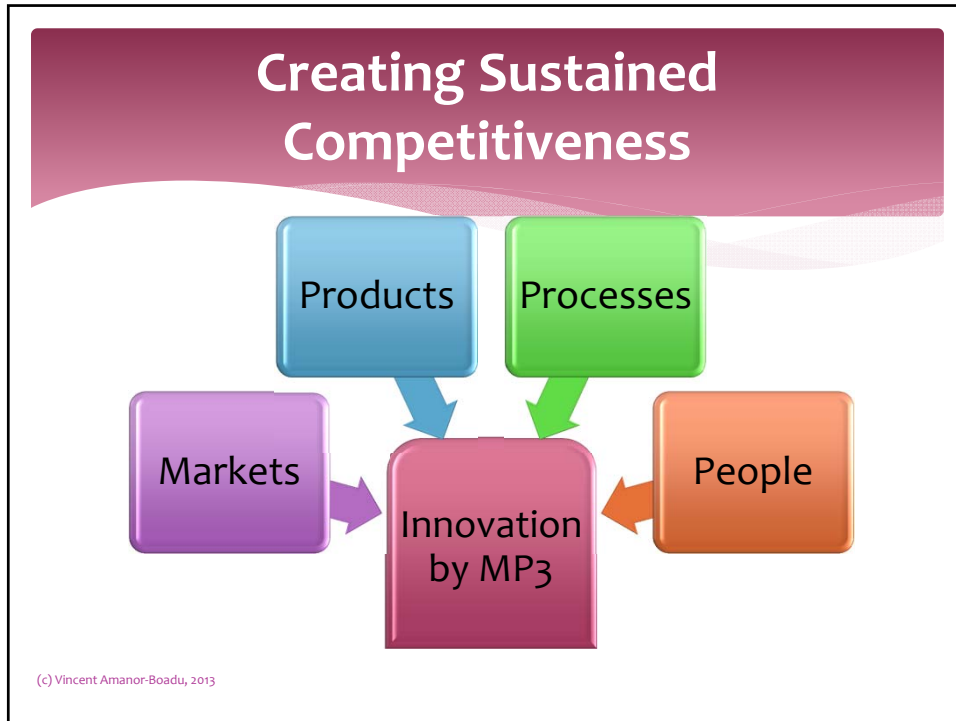 Creating Sustained
Competitiveness
Products
Processes
Markets
People
Innovation
by MP3
(c) Vincent Amanor-Boadu, 2013